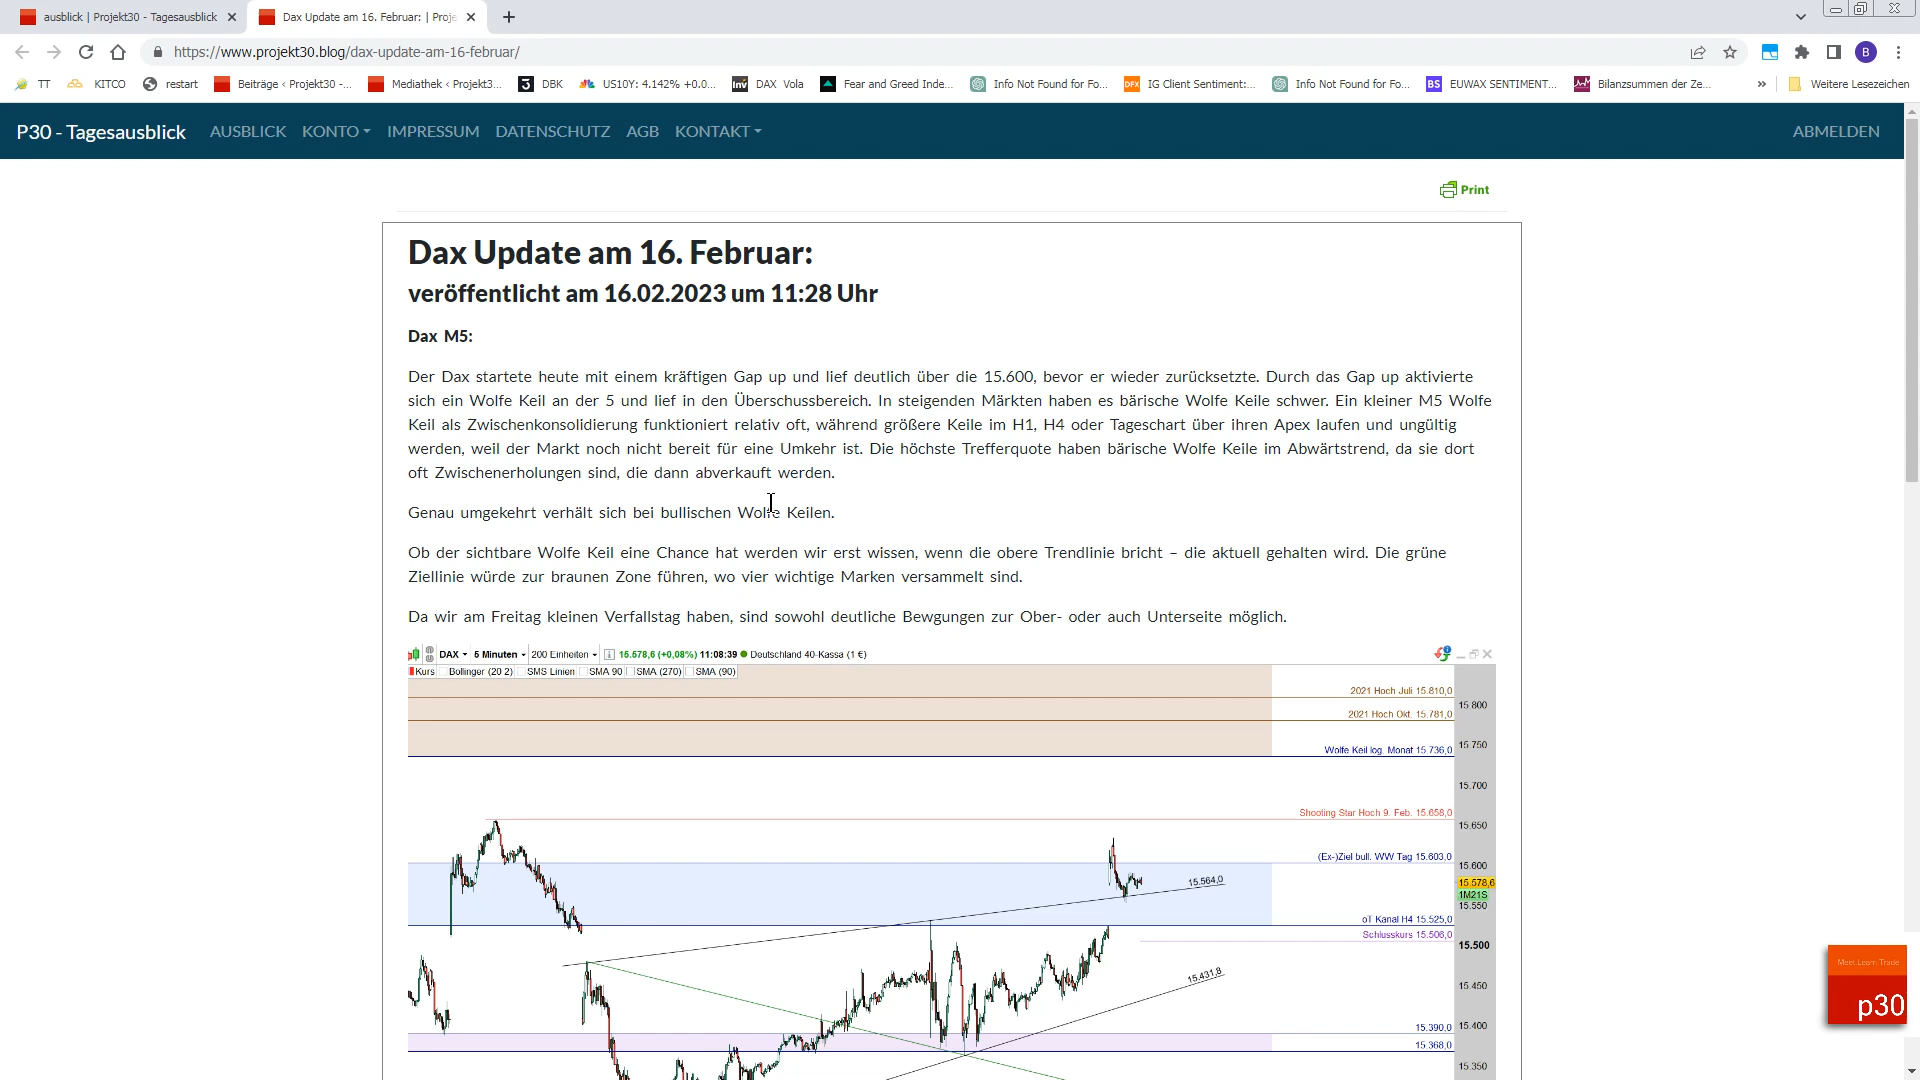 ausblick | Projekt30 - Tagesausblick
Dax Update am 16. Februar: | Proje
https://www.projekt30.blog/dax-update-am-16-februar/
B
TT KITCO restart Beiträge ‹ Projekt30 -... Mediathek ‹ Projekt3... DBK US10Y: 4.142% +0.0... Inv DAX Vola Fear and Greed Inde... Info Not Found for Fo... DFX IG Client Sentiment:... Info Not Found for Fo... BS EUWAX SENTIMENT... Bilanzsummen der Ze... » Weitere Lesezeichen
P30 - Tagesausblick AUSBLICK KONTO IMPRESSUM DATENSCHUTZ AGB KONTAKT ABMELDEN
Print
Dax Update am 16. Februar:
veröffentlicht am 16.02.2023 um 11:28 Uhr
Dax M5:
Der Dax startete heute mit einem kräftigen Gap up und lief deutlich über die 15.600, bevor er wieder zurücksetzte. Durch das Gap up aktivierte
sich ein Wolfe Keil an der 5 und lief in den Überschussbereich. In steigenden Märkten haben es bärische Wolfe Keile schwer. Ein kleiner M5 Wolfe
Keil als Zwischenkonsolidierung funktioniert relativ oft, während größere Keile im H1, H4 oder Tageschart über ihren Apex laufen und ungültig
werden, weil der Markt noch nicht bereit für eine Umkehr ist. Die höchste Trefferquote haben bärische Wolfe Keile im Abwärtstrend, da sie dort
oft Zwischenerholungen sind, die dann abverkauft werden.
Genau umgekehrt verhält sich bei bullischen Wolfe Keilen.
Ob der sichtbare Wolfe Keil eine Chance hat werden wir erst wissen, wenn die obere Trendlinie bricht – die aktuell gehalten wird. Die grüne
Ziellinie würde zur braunen Zone führen, wo vier wichtige Marken versammelt sind.
Da wir am Freitag kleinen Verfallstag haben, sind sowohl deutliche Bewgungen zur Ober- oder auch Unterseite möglich.
DAX 5 Minuten 200 Einheiten 15.578,6 (+0,08%) 11:08:39 Deutschland 40-Kassa (1 €)
Kurs Bollinger (20 2) SMS Linien SMA 90 SMA (270) SMA (90)
2021 Hoch Juli 15.810,0
15 800
2021 Hoch Okt. 15.781,0
Wolfe Keil log. Monat 15.736,0
15 750
15.700
Shooting Star Hoch 9. Feb. 15.658,0
15.650
(Ex-)Ziel bull. WW Tag 15.603,0
15.600
15.564,0
15.578,6
1M21S
15.550
oT Kanal H4 15.525,0
Schlusskurs 15.506,0
15.500
15.431,8
15.450
15.390,0
15.400
15 368,0
15.350
Meet Learn Trade
p30